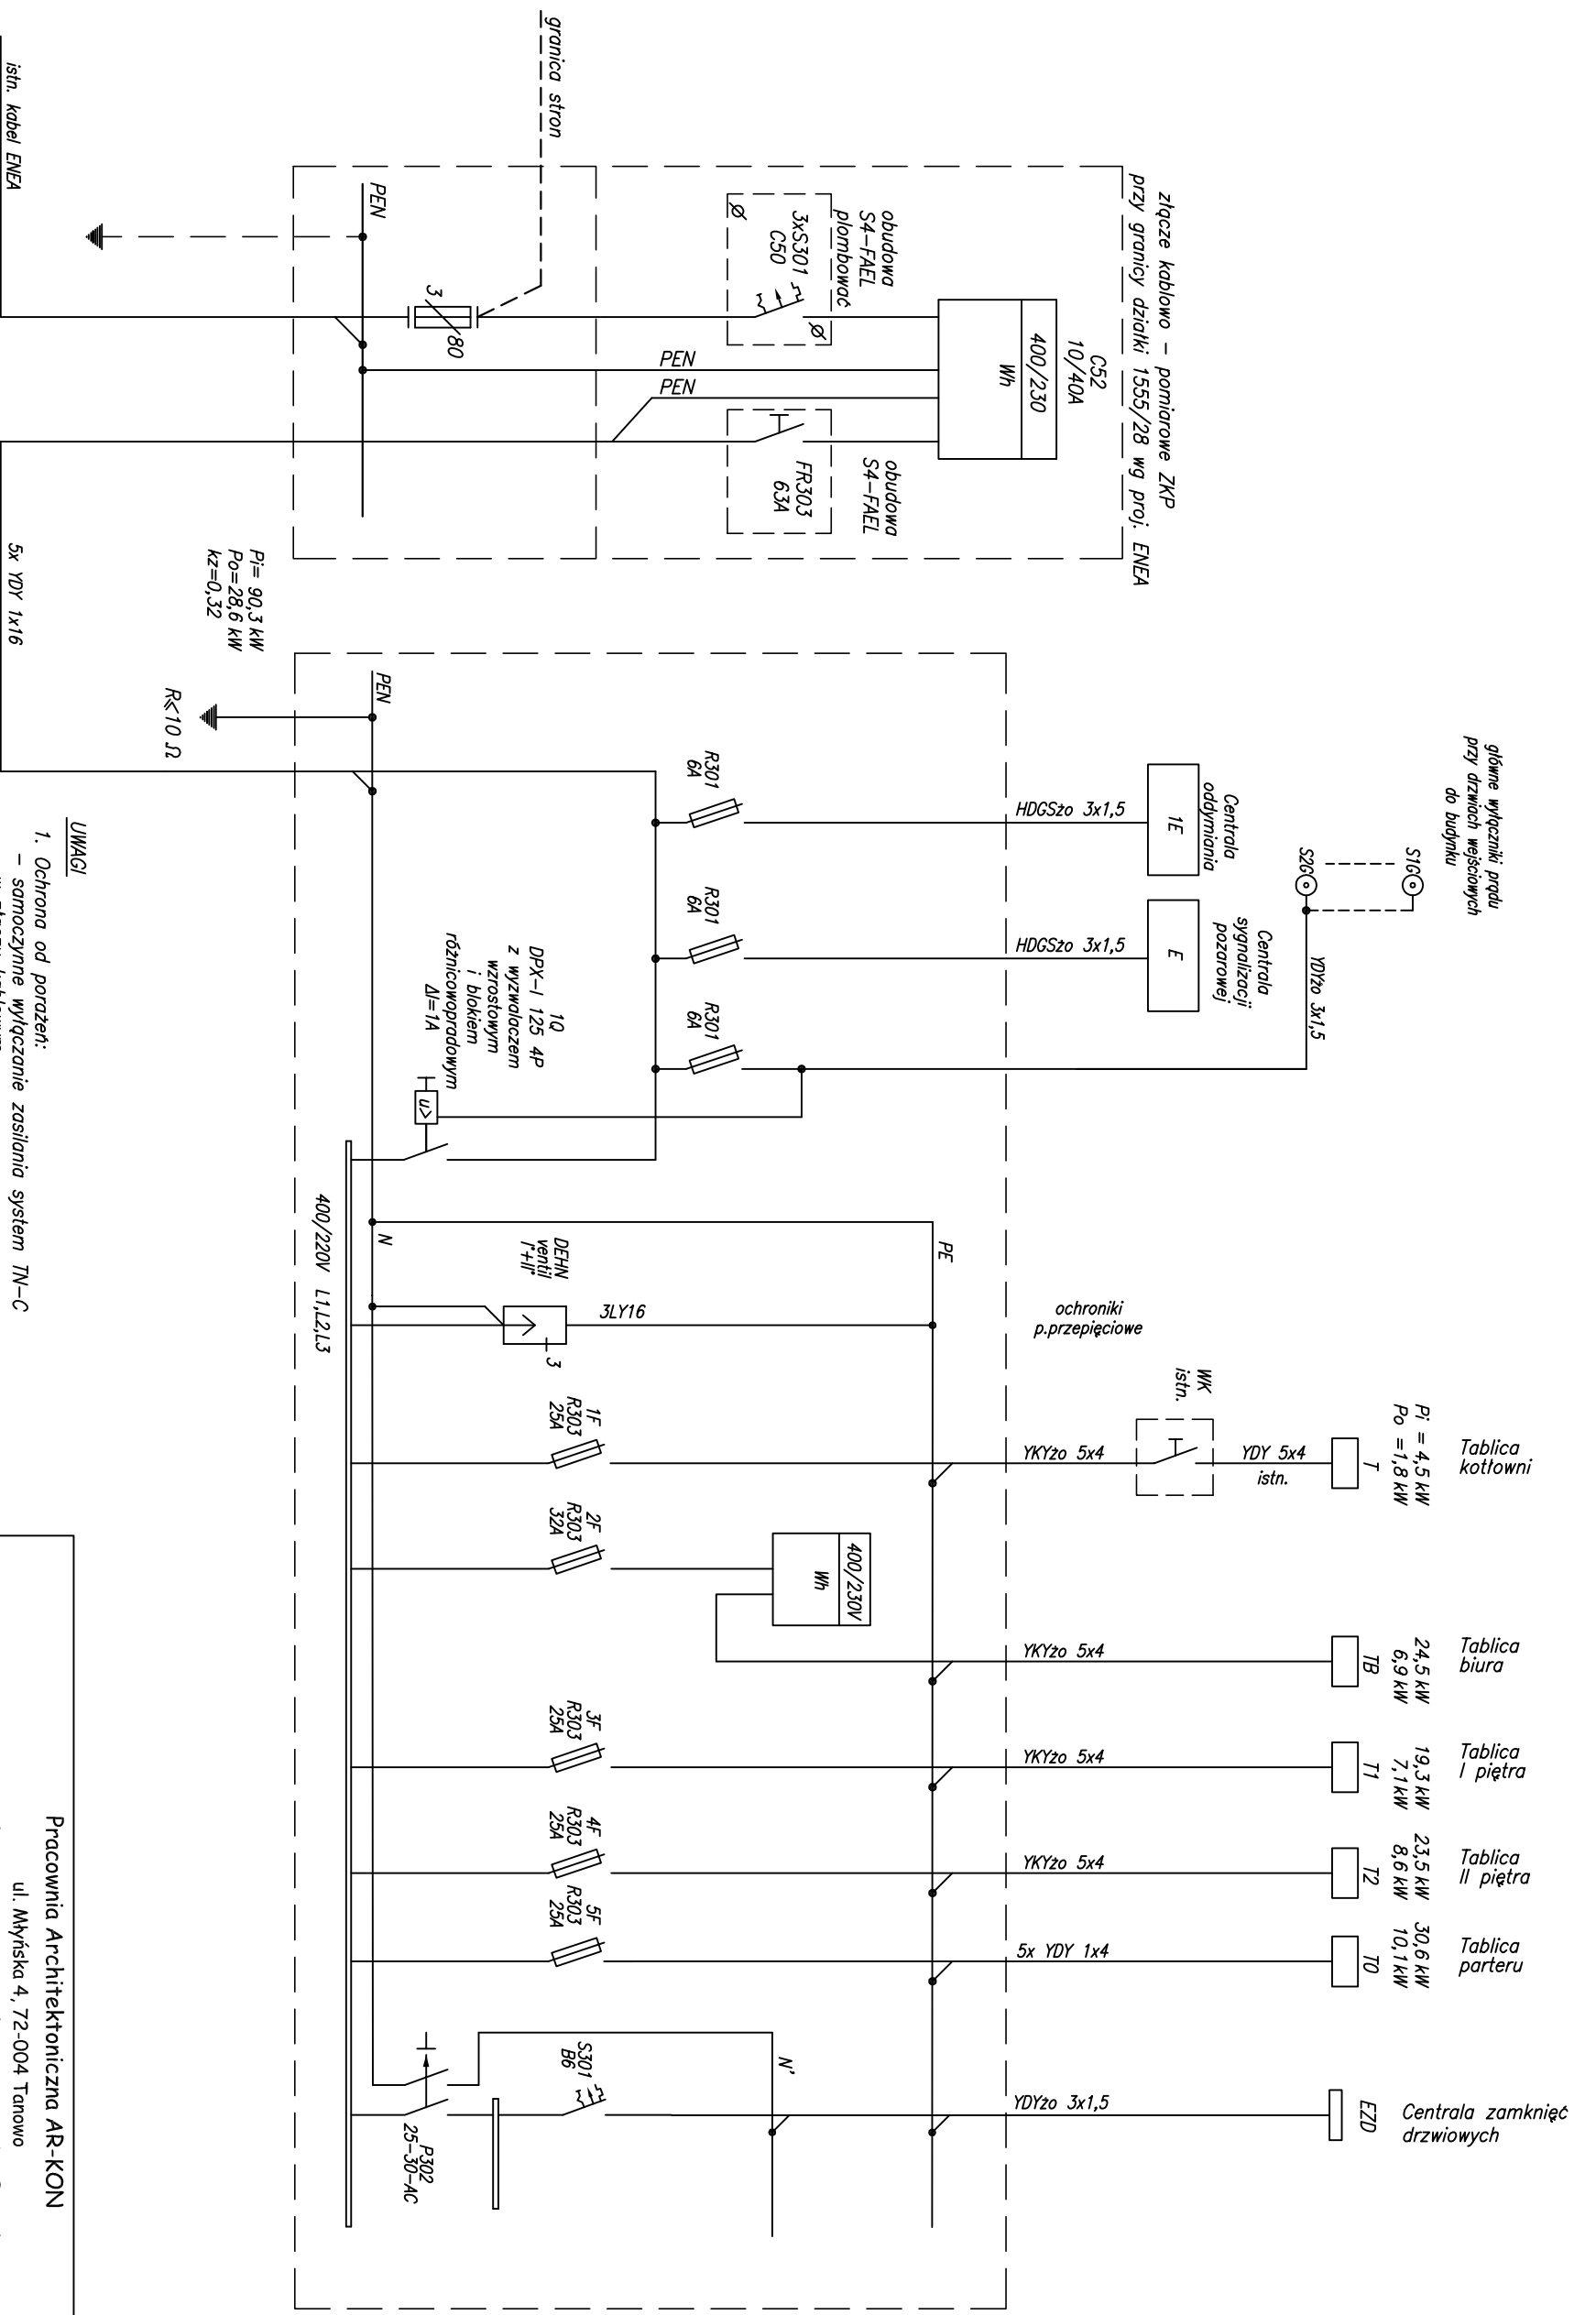 istn. kabel ENEA
granica stron
PEN
3
80
złącze kablowo - pomiarowe ZKP
przy granicy działki 1555/28 wg proj. ENEA
obudowa
S4-FAEL
plombować
3xS301
C50
C52
10/40A
400/230
Wh
PEN
PEN
obudowa
S4-FAEL
FR303
63A
5x YDY 1x16
Pi= 90,3 kW
Po=28,6 kW
kz=0,32
R≤10 Ω
PEN
główne wyłączniki prądu
przy drzwiach wejściowych
do budynku
S1G
S2G
YDYżo 3x1,5
Centrala
oddymiania
1E
HDGSżo 3x1,5
R301
6A
Centrala
sygnalizacji
pożarowej
E
HDGSżo 3x1,5
R301
6A
R301
6A
1Q
DPX-I 125 4P
z wyzwalaczem
wzrostowym
i blokiem
różnicowoprądowym
ΔI=1A
u>
400/220V L1,L2,L3
N
PE
DEHN
ventil
I°+II°
3
3LY16
ochroniki
p.przepięciowe
Tablica
kotłowni
Pi = 4,5 kW
Po =1,8 kW
T
YDY 5x4
istn.
WK
istn.
YKYżo 5x4
1F
R303
25A
2F
R303
32A
400/230V
Wh
Tablica
biura
24,5 kW
6,9 kW
TB
YKYżo 5x4
Tablica
I piętra
19,3 kW
7,1 kW
T1
YKYżo 5x4
3F
R303
25A
Tablica
II piętra
23,5 kW
8,6 kW
T2
YKYżo 5x4
4F
R303
25A
Tablica
parteru
30,6 kW
10,1 kW
T0
5x YDY 1x4
5F
R303
25A
Centrala zamknięć
drzwiowych
EZD
YDYżo 3x1,5
N'
S301
B6
P302
25-30-AC
UWAGI
1. Ochrona od porażeń:
- samoczynne wyłączanie zasilania system TN-C
Pracownia Architektoniczna AR-KON
ul. Młyńska 4, 72-004 Tanowo